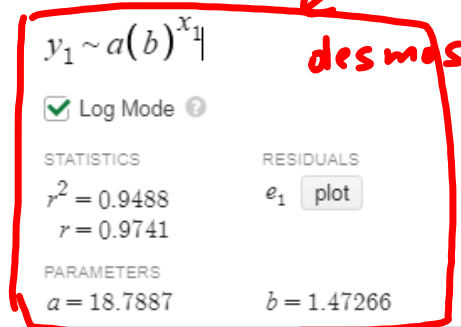 y₁ ~ a(b)^x₁
desmos
Log Mode ?
STATISTICS
RESIDUALS
r² = 0.9488
e₁ plot
r = 0.9741
PARAMETERS
a = 18.7887
b = 1.47266